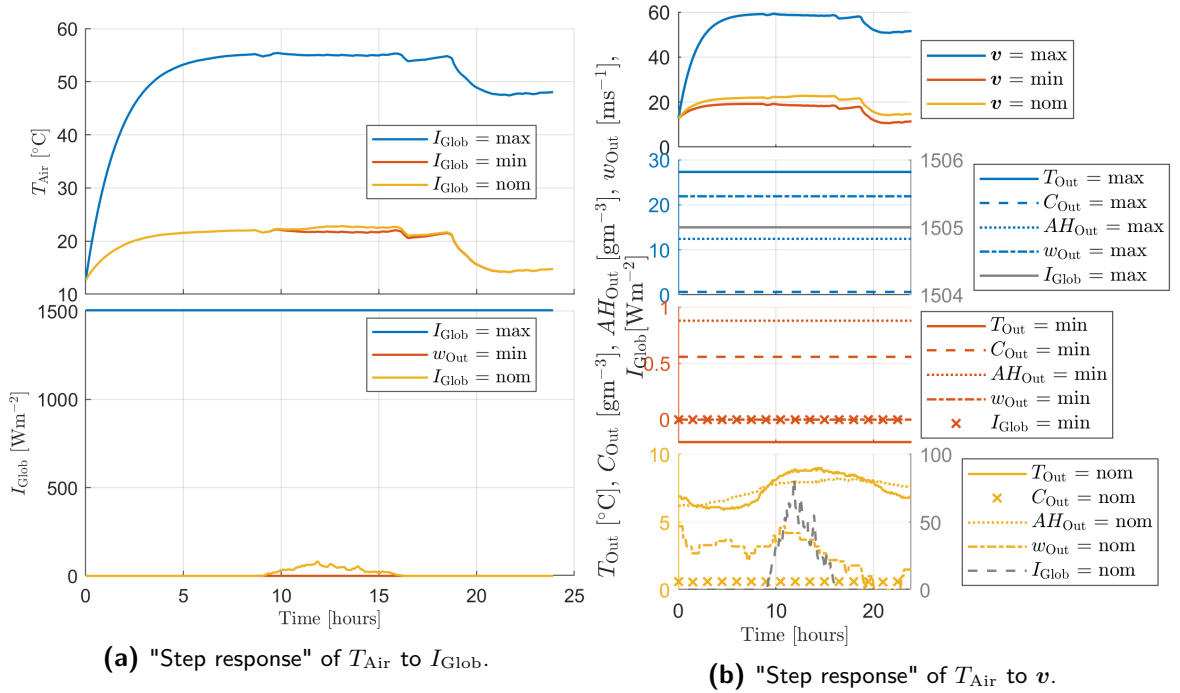 60
50
40
30
20
10
T_Air [°C]
I_Glob = max
I_Glob = min
I_Glob = nom
1500
1000
500
0
I_Glob [Wm⁻²]
I_Glob = max
w_Out = min
I_Glob = nom
0 5 10 15 20 25
Time [hours]
(a) "Step response" of T_Air to I_Glob.
T_Out [°C], C_Out [gm⁻³], AH_Out [gm⁻³], w_Out [ms⁻¹],
I_Glob[Wm⁻²]
60
40
20
0
v = max
v = min
v = nom
30
20
10
0
1506
1505
1504
T_Out = max
C_Out = max
AH_Out = max
w_Out = max
I_Glob = max
1
0.5
0
T_Out = min
C_Out = min
AH_Out = min
w_Out = min
I_Glob = min
10
5
0
100
50
0
T_Out = nom
C_Out = nom
AH_Out = nom
w_Out = nom
I_Glob = nom
0 10 20
Time [hours]
(b) "Step response" of T_Air to v.